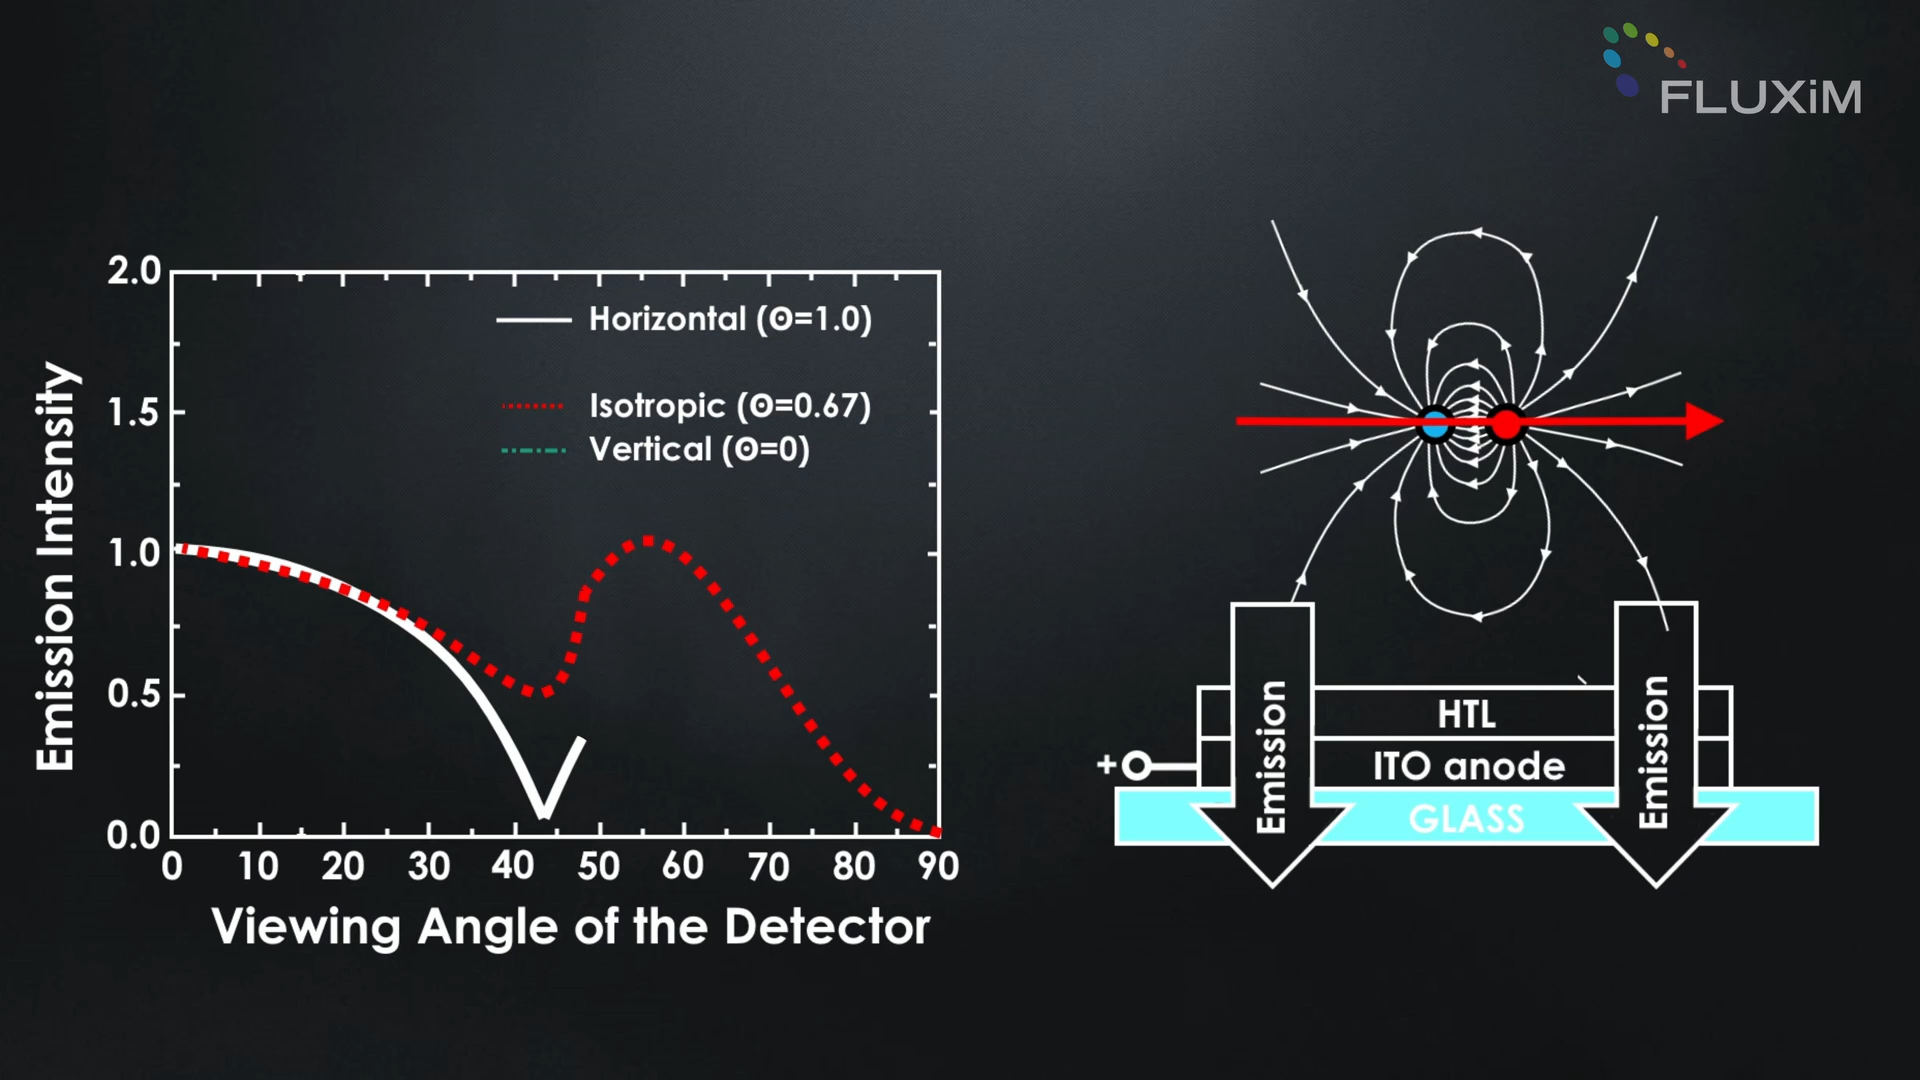 FLUXiM
2.0
1.5
1.0
0.5
0.0
Emission Intensity
Horizontal (Θ=1.0)
Isotropic (Θ=0.67)
Vertical (Θ=0)
0 10 20 30 40 50 60 70 80 90
Viewing Angle of the Detector
Emission
HTL
Emission
+
ITO anode
GLASS